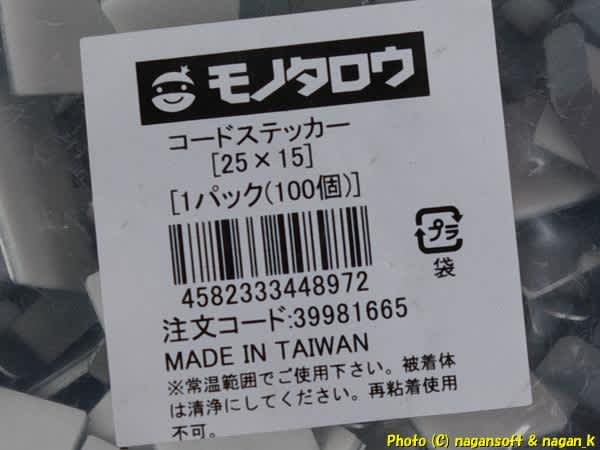 モノタロウ
コードステッカー
[25×15]
[1パック(100個)]
プラ
袋
4582333448972
注文コード:39981665
MADE IN TAIWAN
※常温範囲でご使用下さい。被着体
は清浄にしてください。再粘着使用
不可。
Photo (C) nagansoft & nagan_k